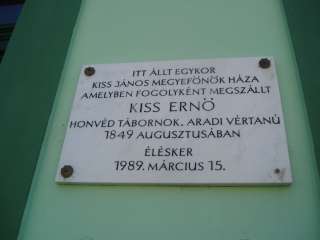 ITT ÁLLT EGYKOR
KISS JÁNOS MEGYEFŐNÖK HÁZA
AMELYBEN FOGOLYKÉNT MEGSZÁLLT
KISS ERNŐ
HONVÉD TÁBORNOK. ARADI VÉRTANÚ
1849 AUGUSZTUSÁBAN
ÉLÉSKER
1989. MÁRCIUS 15.